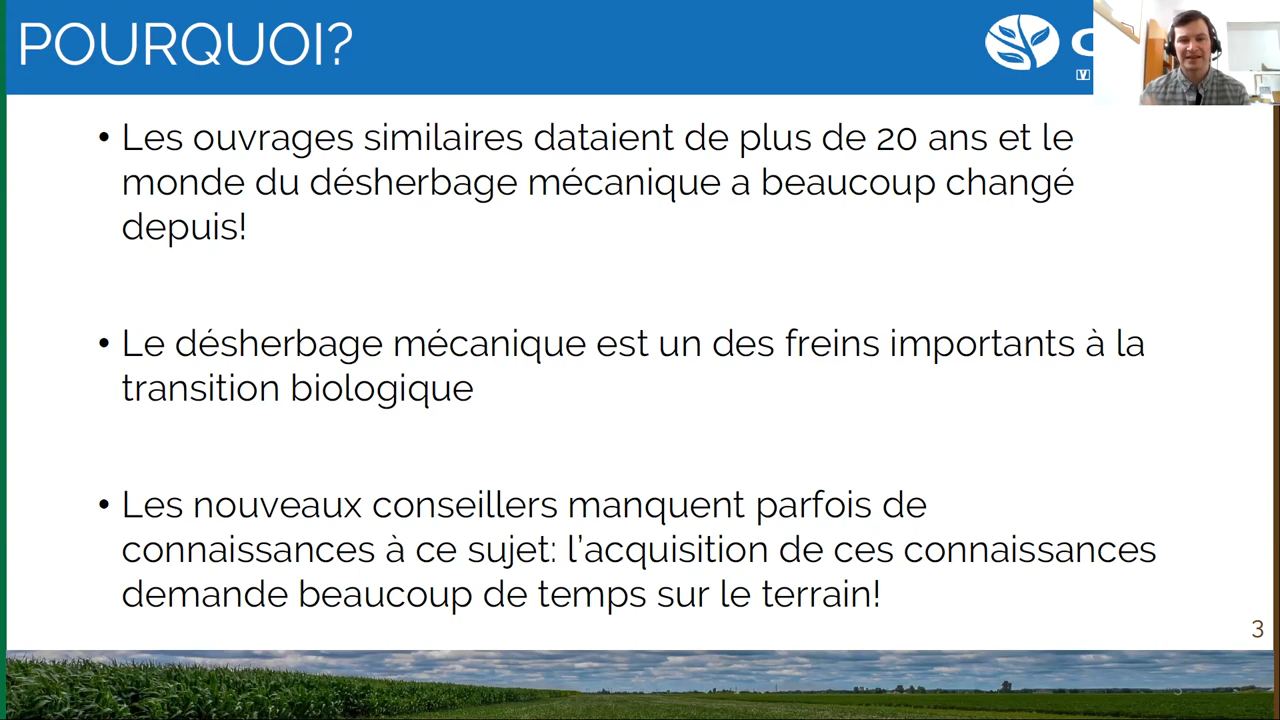 POURQUOI?
• Les ouvrages similaires dataient de plus de 20 ans et le
monde du désherbage mécanique a beaucoup changé
depuis!
• Le désherbage mécanique est un des freins importants à la
transition biologique
• Les nouveaux conseillers manquent parfois de
connaissances à ce sujet: l’acquisition de ces connaissances
demande beaucoup de temps sur le terrain!
3